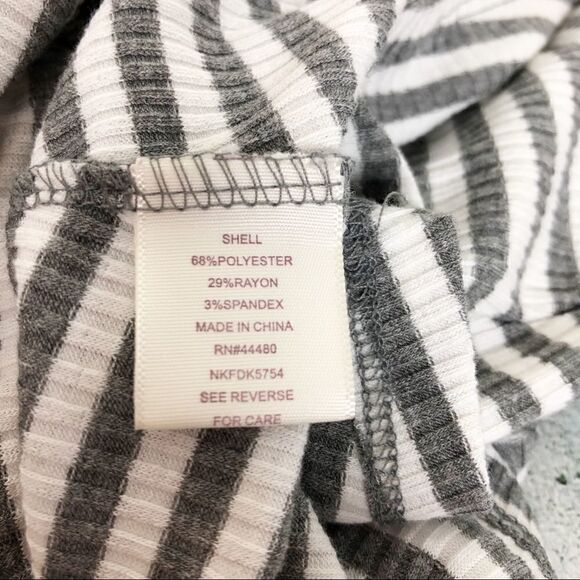 SHELL
68%POLYESTER
29%RAYON
3%SPANDEX
MADE IN CHINA
RN#44480
NKFDK5754
SEE REVERSE
FOR CARE